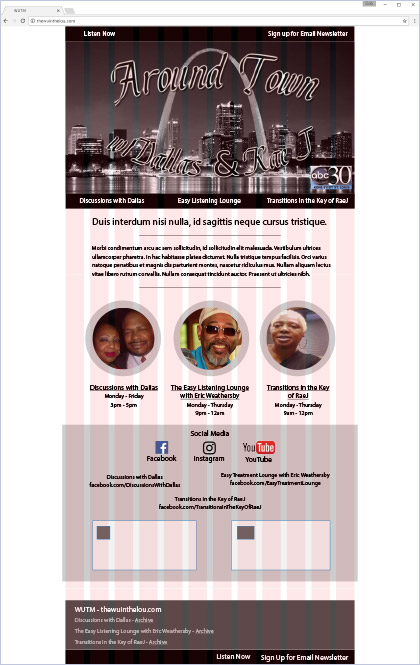 WUTM
thewuinthelou.com
Listen Now
Sign up for Email Newsletter
Around Town
w/Dallas & Rae J
abc 30
Discussions with Dallas
Easy Listening Lounge
Transitions in the Key of RaeJ
Duis interdum nisi nulla, id sagittis neque cursus tristique.
Morbi condimentum arcu ac sem sollicitudin, id sollicitudin elit malesuada. Vestibulum ultrices
ullamcorper pharetra. In hac habitasse platea dictumst. Nulla tristique tempus facilisis. Orci varius
natoque penatibus et magnis dis parturient montes, nascetur ridiculus mus. Nullam aliquam lectus
vitae libero rutrum convallis. Nullam consequat tincidunt auctor. Praesent ut ultricies nibh.
Discussions with Dallas
Monday - Friday
3pm - 5pm
The Easy Listening Lounge
with Eric Weathersby
Monday - Thursday
9pm - 12am
Transitions in the Key
of RaeJ
Monday - Thursday
9am - 12pm
Social Media
Facebook
Instagram
You Tube
YouTube
Discussions with Dallas
facebook.com/DiscussionsWithDallas
Easy Treatment Lounge with Eric Weathersby
facebook.com/EasyTreatmentLounge
Transitions in the Key of RaeJ
facebook.com/TransitionsInTheKeyOfRaeJ
WUTM - thewuinthelou.com
Discussions with Dallas - Archive
The Easy Listening Lounge with Eric Weathersby - Archive
Transitions in the Key of RaeJ - Archive
Listen Now
Sign Up for Email Newsletter